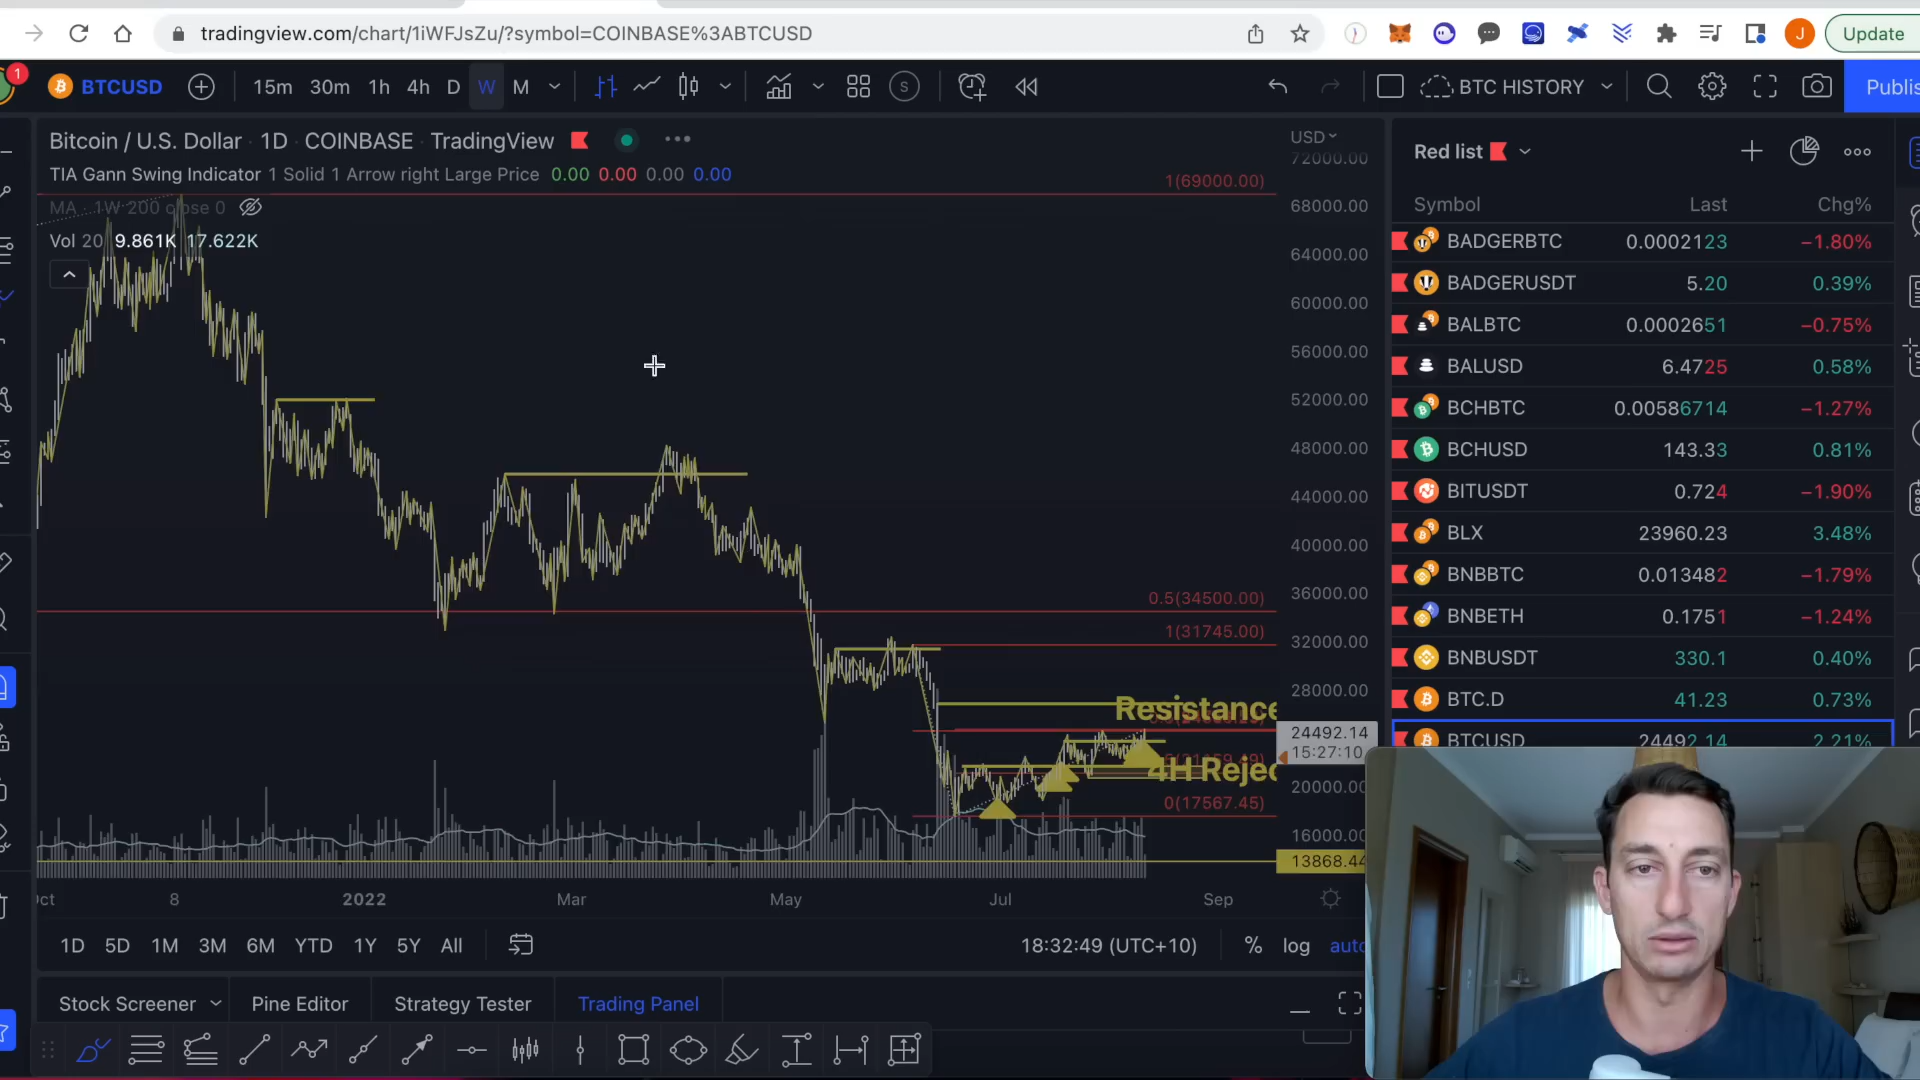 tradingview.com/chart/1iWFJsZu/?symbol=COINBASE%3ABTCUSD
J
Update
1
BTCUSD
15m 30m 1h 4h D W M
S
BTC HISTORY
Publis
Bitcoin / U.S. Dollar 1D COINBASE TradingView
TIA Gann Swing Indicator 1 Solid 1 Arrow right Large Price 0.00 0.00 0.00 0.00
MA 1W 200 close 0
Vol 20 9.861K 17.622K
USD
72000.00
68000.00
64000.00
60000.00
56000.00
52000.00
48000.00
44000.00
40000.00
36000.00
32000.00
28000.00
24492.14
15:27:10
20000.00
16000.00
13868.44
1(69000.00)
0.5(34500.00)
1(31745.00)
Resistance
4H Rejec
0(17567.45)
Oct 8 2022 Mar May Jul Sep
1D 5D 1M 3M 6M YTD 1Y 5Y All
18:32:49 (UTC+10) % log auto
Stock Screener Pine Editor Strategy Tester Trading Panel
Red list
Symbol Last Chg%
BADGERBTC 0.0002123 −1.80%
BADGERUSDT 5.20 0.39%
BALBTC 0.0002651 −0.75%
BALUSD 6.4725 0.58%
BCHBTC 0.00586714 −1.27%
BCHUSD 143.33 0.81%
BITUSDT 0.724 −1.90%
BLX 23960.23 3.48%
BNBBTC 0.013482 −1.79%
BNBETH 0.1751 −1.24%
BNBUSDT 330.1 0.40%
BTC.D 41.23 0.73%
BTCUSD 24492.14 2.21%